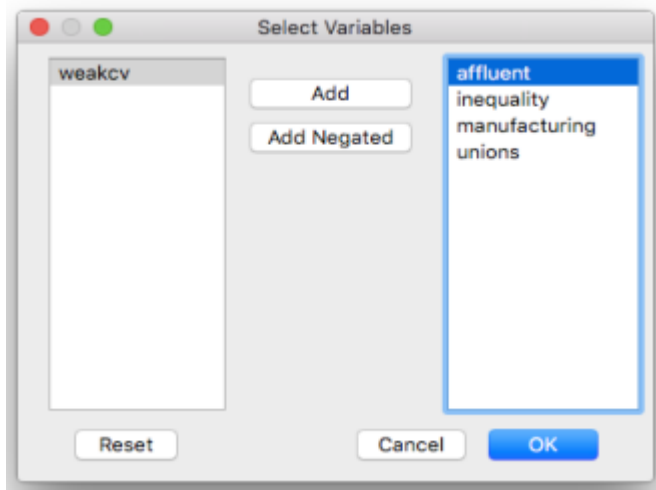 Select Variables
weakcv
Add
Add Negated
affluent
inequality
manufacturing
unions
Reset
Cancel
OK